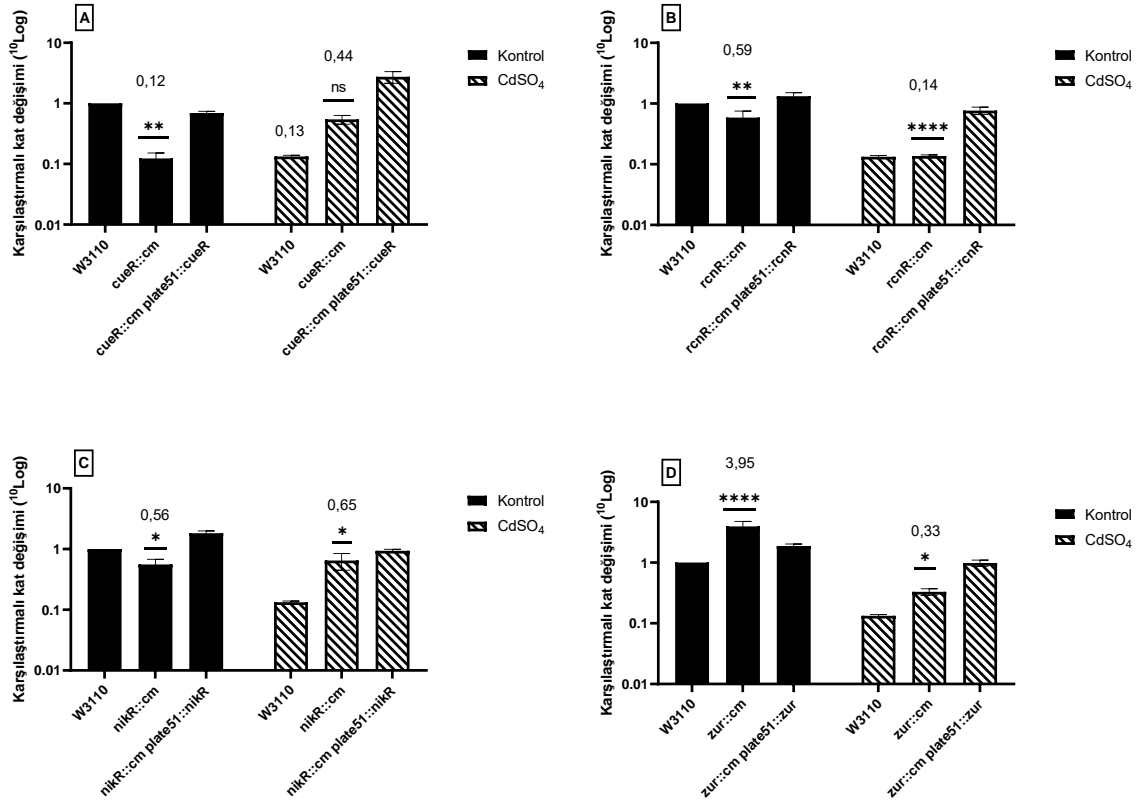 A
Karşılaştırmalı kat değişimi (¹⁰Log)
10
1
0.1
0.01
0,12
**
0,13
0,44
ns
Kontrol
CdSO₄
W3110
cueR::cm
cueR::cm plate51::cueR
W3110
cueR::cm
cueR::cm plate51::cueR
B
Karşılaştırmalı kat değişimi (¹⁰Log)
10
1
0.1
0.01
0,59
**
0,14
****
Kontrol
CdSO₄
W3110
rcnR::cm
rcnR::cm plate51::rcnR
W3110
rcnR::cm
rcnR::cm plate51::rcnR
C
Karşılaştırmalı kat değişimi (¹⁰Log)
10
1
0.1
0.01
0,56
*
0,65
*
Kontrol
CdSO₄
W3110
nikR::cm
nikR::cm plate51::nikR
W3110
nikR::cm
nikR::cm plate51::nikR
D
Karşılaştırmalı kat değişimi (¹⁰Log)
10
1
0.1
0.01
3,95
****
0,33
*
Kontrol
CdSO₄
W3110
zur::cm
zur::cm plate51::zur
W3110
zur::cm
zur::cm plate51::zur